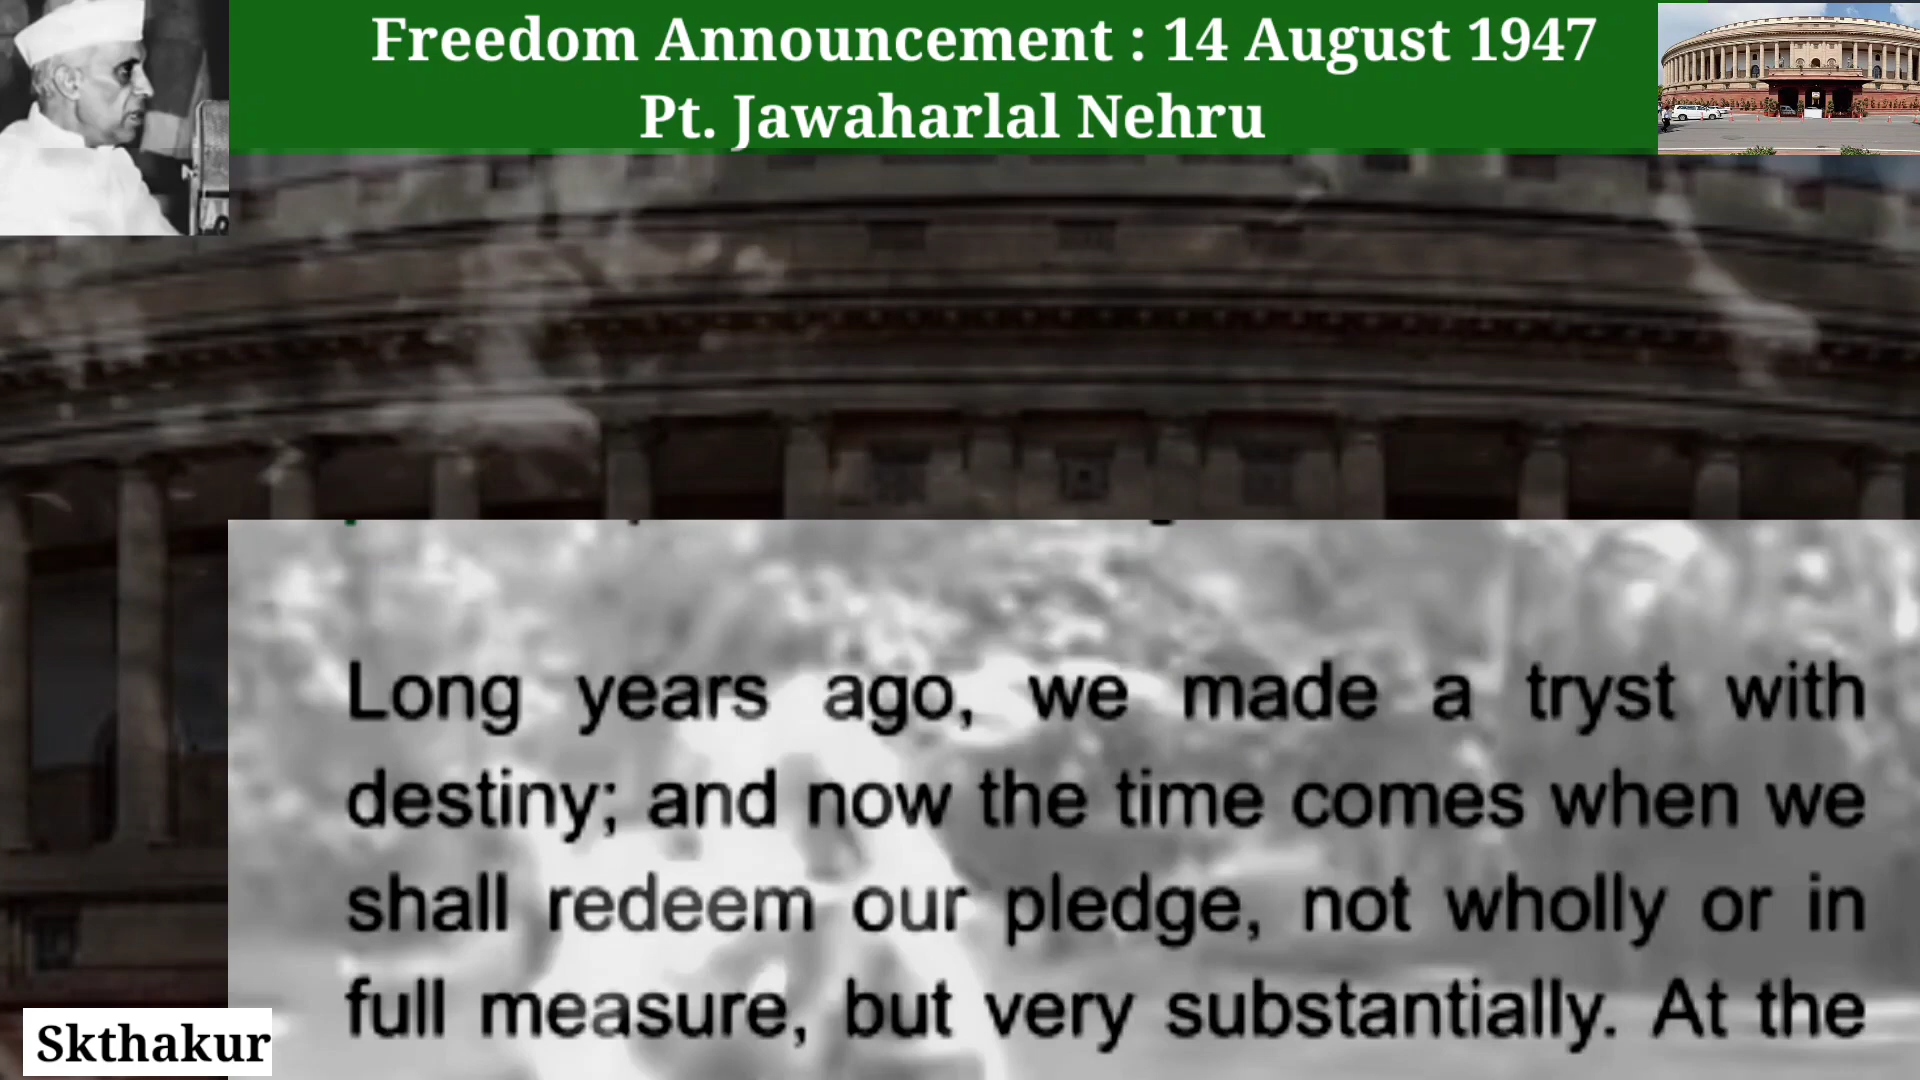 Freedom Announcement : 14 August 1947
Pt. Jawaharlal Nehru
Long years ago, we made a tryst with
destiny; and now the time comes when we
shall redeem our pledge, not wholly or in
full measure, but very substantially. At the
Skthakur